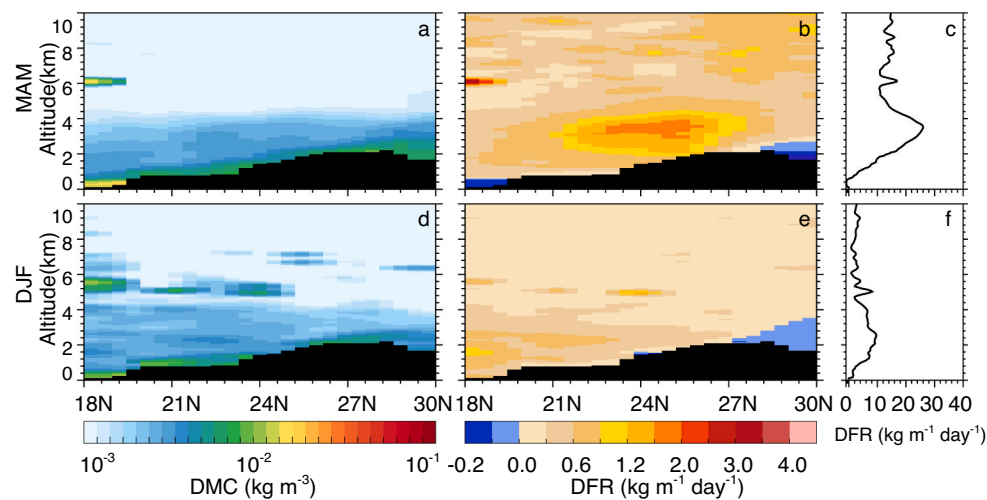 a
b
c
MAM
Altitude(km)
10
8
6
4
2
0
d
e
f
DJF
Altitude(km)
10
8
6
4
2
0
18N 21N 24N 27N 30N
18N 21N 24N 27N 30N
0 10 20 30 40
10⁻³ 10⁻² 10⁻¹
DMC (kg m⁻³)
-0.2 0.0 0.6 1.2 2.0 3.0 4.0
DFR (kg m⁻¹ day⁻¹)
DFR (kg m⁻¹ day⁻¹)